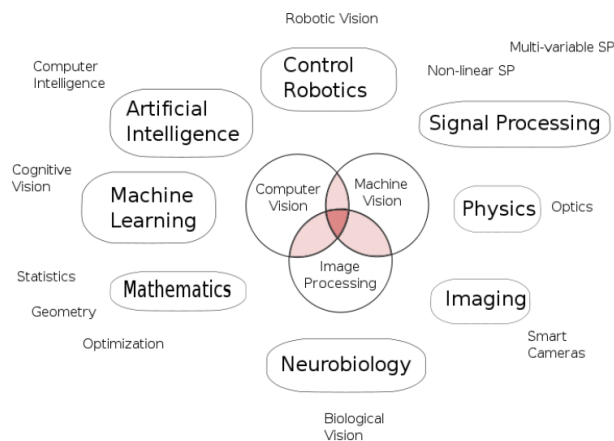 Robotic Vision
Multi-variable SP
Non-linear SP
Computer
Intelligence
Control
Robotics
Artificial
Intelligence
Signal Processing
Cognitive
Vision
Machine
Learning
Computer
Vision
Machine
Vision
Physics
Optics
Image
Processing
Statistics
Geometry
Optimization
Mathematics
Imaging
Smart
Cameras
Neurobiology
Biological
Vision